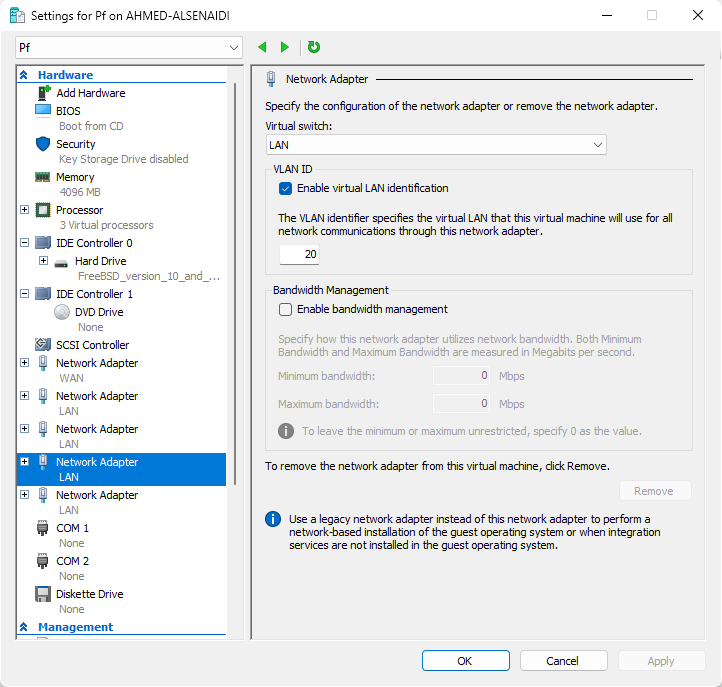 Settings for Pf on AHMED-ALSENAIDI
Pf
Hardware
Add Hardware
BIOS
Boot from CD
Security
Key Storage Drive disabled
Memory
4096 MB
Processor
3 Virtual processors
IDE Controller 0
Hard Drive
FreeBSD_version_10_and_...
IDE Controller 1
DVD Drive
None
SCSI Controller
Network Adapter
WAN
Network Adapter
LAN
Network Adapter
LAN
Network Adapter
LAN
Network Adapter
LAN
COM 1
None
COM 2
None
Diskette Drive
None
Management
Network Adapter
Specify the configuration of the network adapter or remove the network adapter.
Virtual switch:
LAN
VLAN ID
Enable virtual LAN identification
The VLAN identifier specifies the virtual LAN that this virtual machine will use for all
network communications through this network adapter.
20
Bandwidth Management
Enable bandwidth management
Specify how this network adapter utilizes network bandwidth. Both Minimum
Bandwidth and Maximum Bandwidth are measured in Megabits per second.
Minimum bandwidth: 0 Mbps
Maximum bandwidth: 0 Mbps
To leave the minimum or maximum unrestricted, specify 0 as the value.
To remove the network adapter from this virtual machine, click Remove.
Remove
Use a legacy network adapter instead of this network adapter to perform a
network-based installation of the guest operating system or when integration
services are not installed in the guest operating system.
OK Cancel Apply